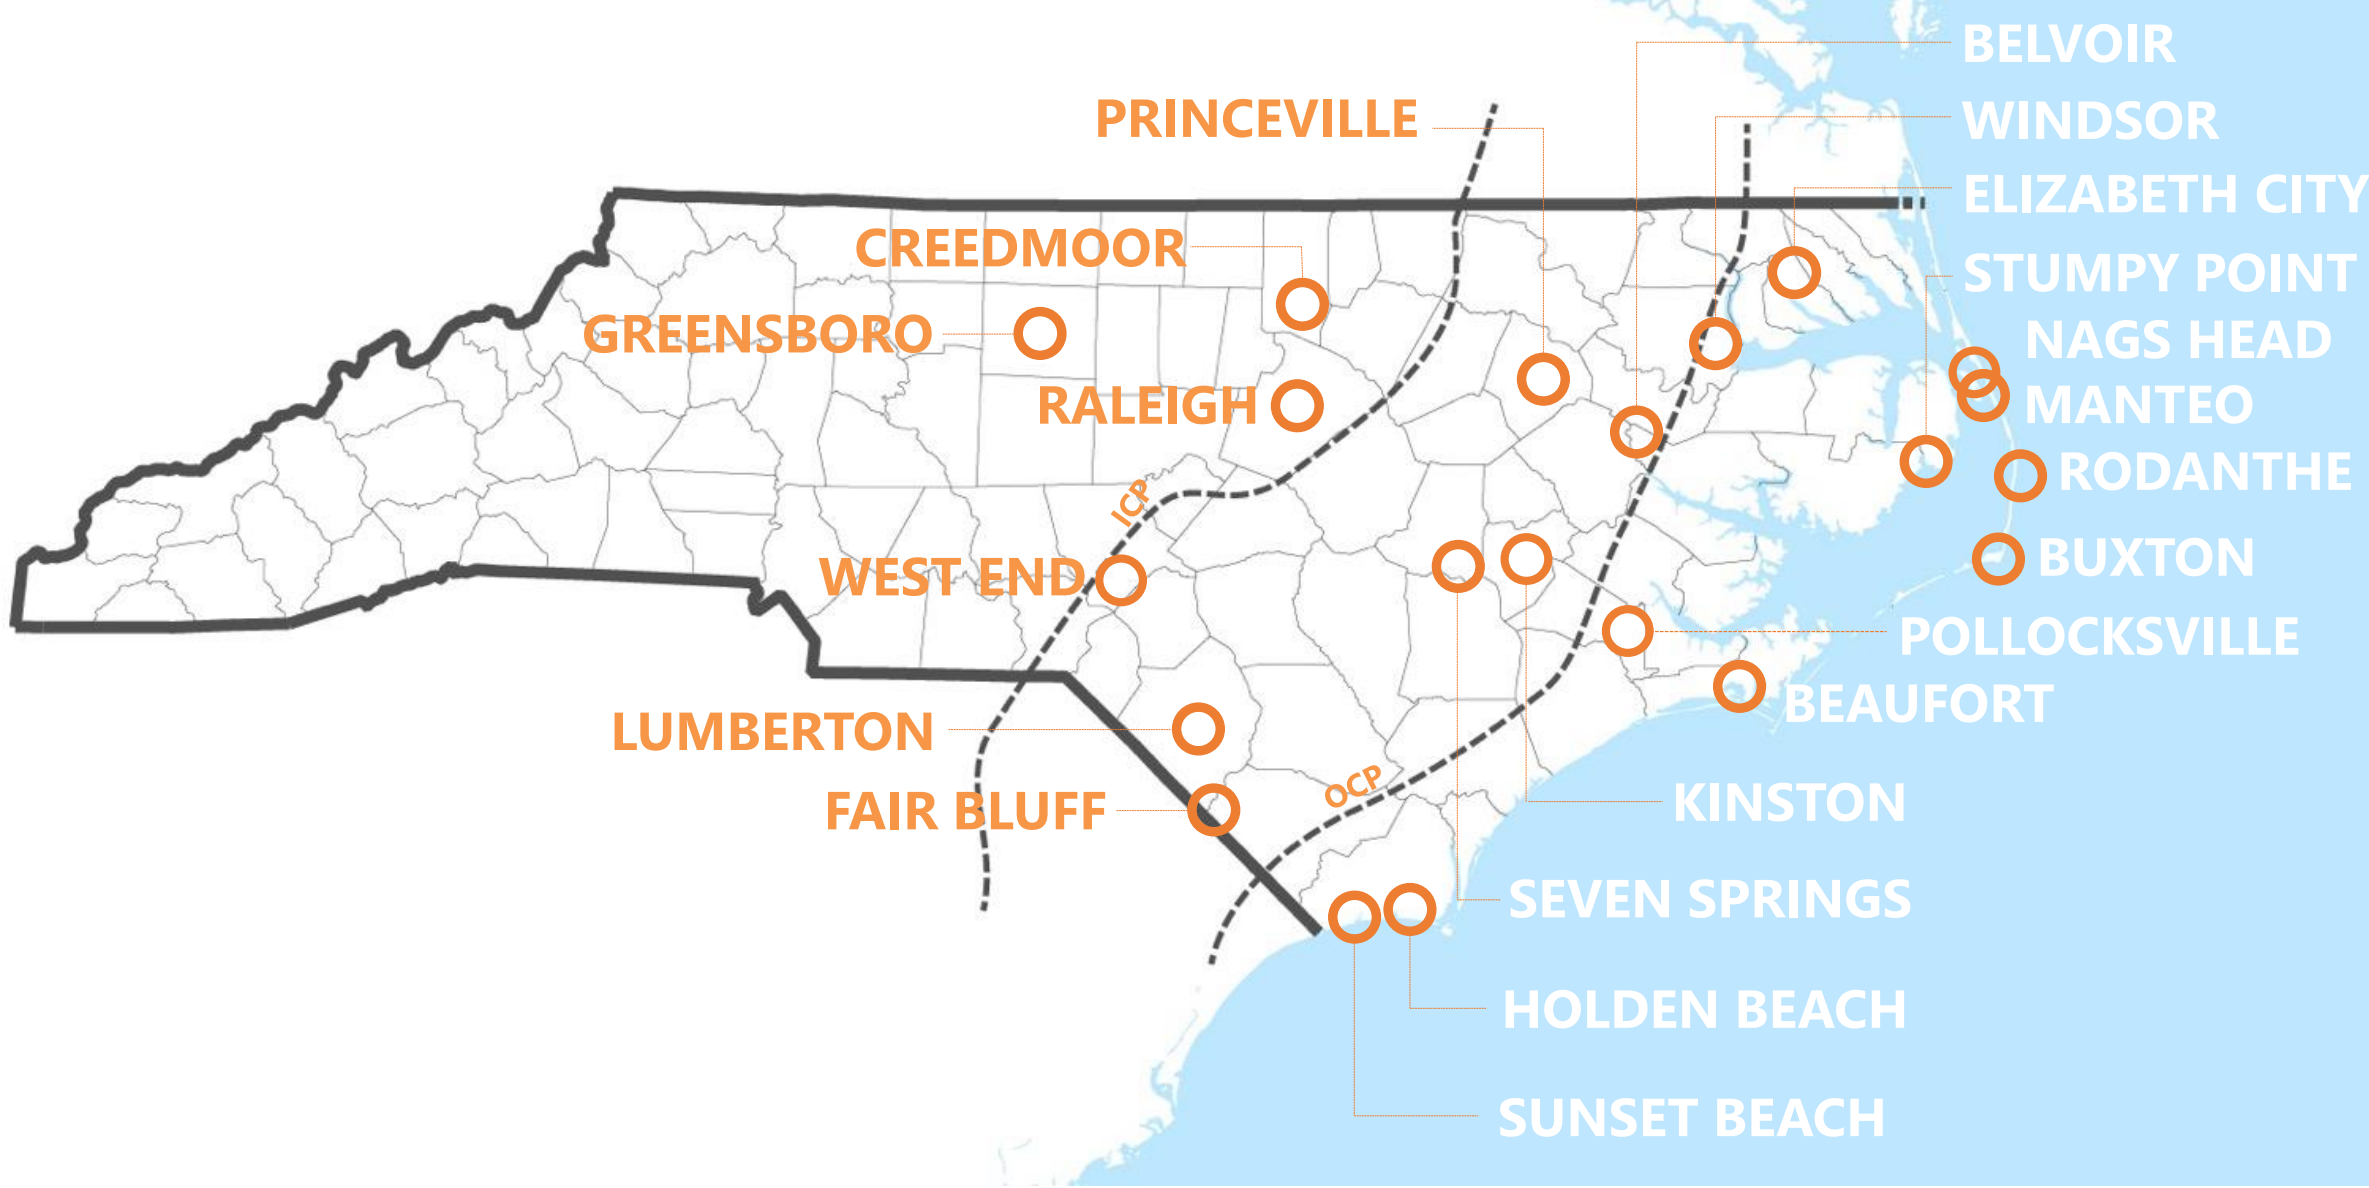 BELVOIR
PRINCEVILLE
WINDSOR
ELIZABETH CITY
CREEDMOOR
STUMPY POINT
GREENSBORO
NAGS HEAD
RALEIGH
MANTEO
RODANTHE
ICP
BUXTON
WEST END
POLLOCKSVILLE
BEAUFORT
LUMBERTON
OCP
KINSTON
FAIR BLUFF
SEVEN SPRINGS
HOLDEN BEACH
SUNSET BEACH